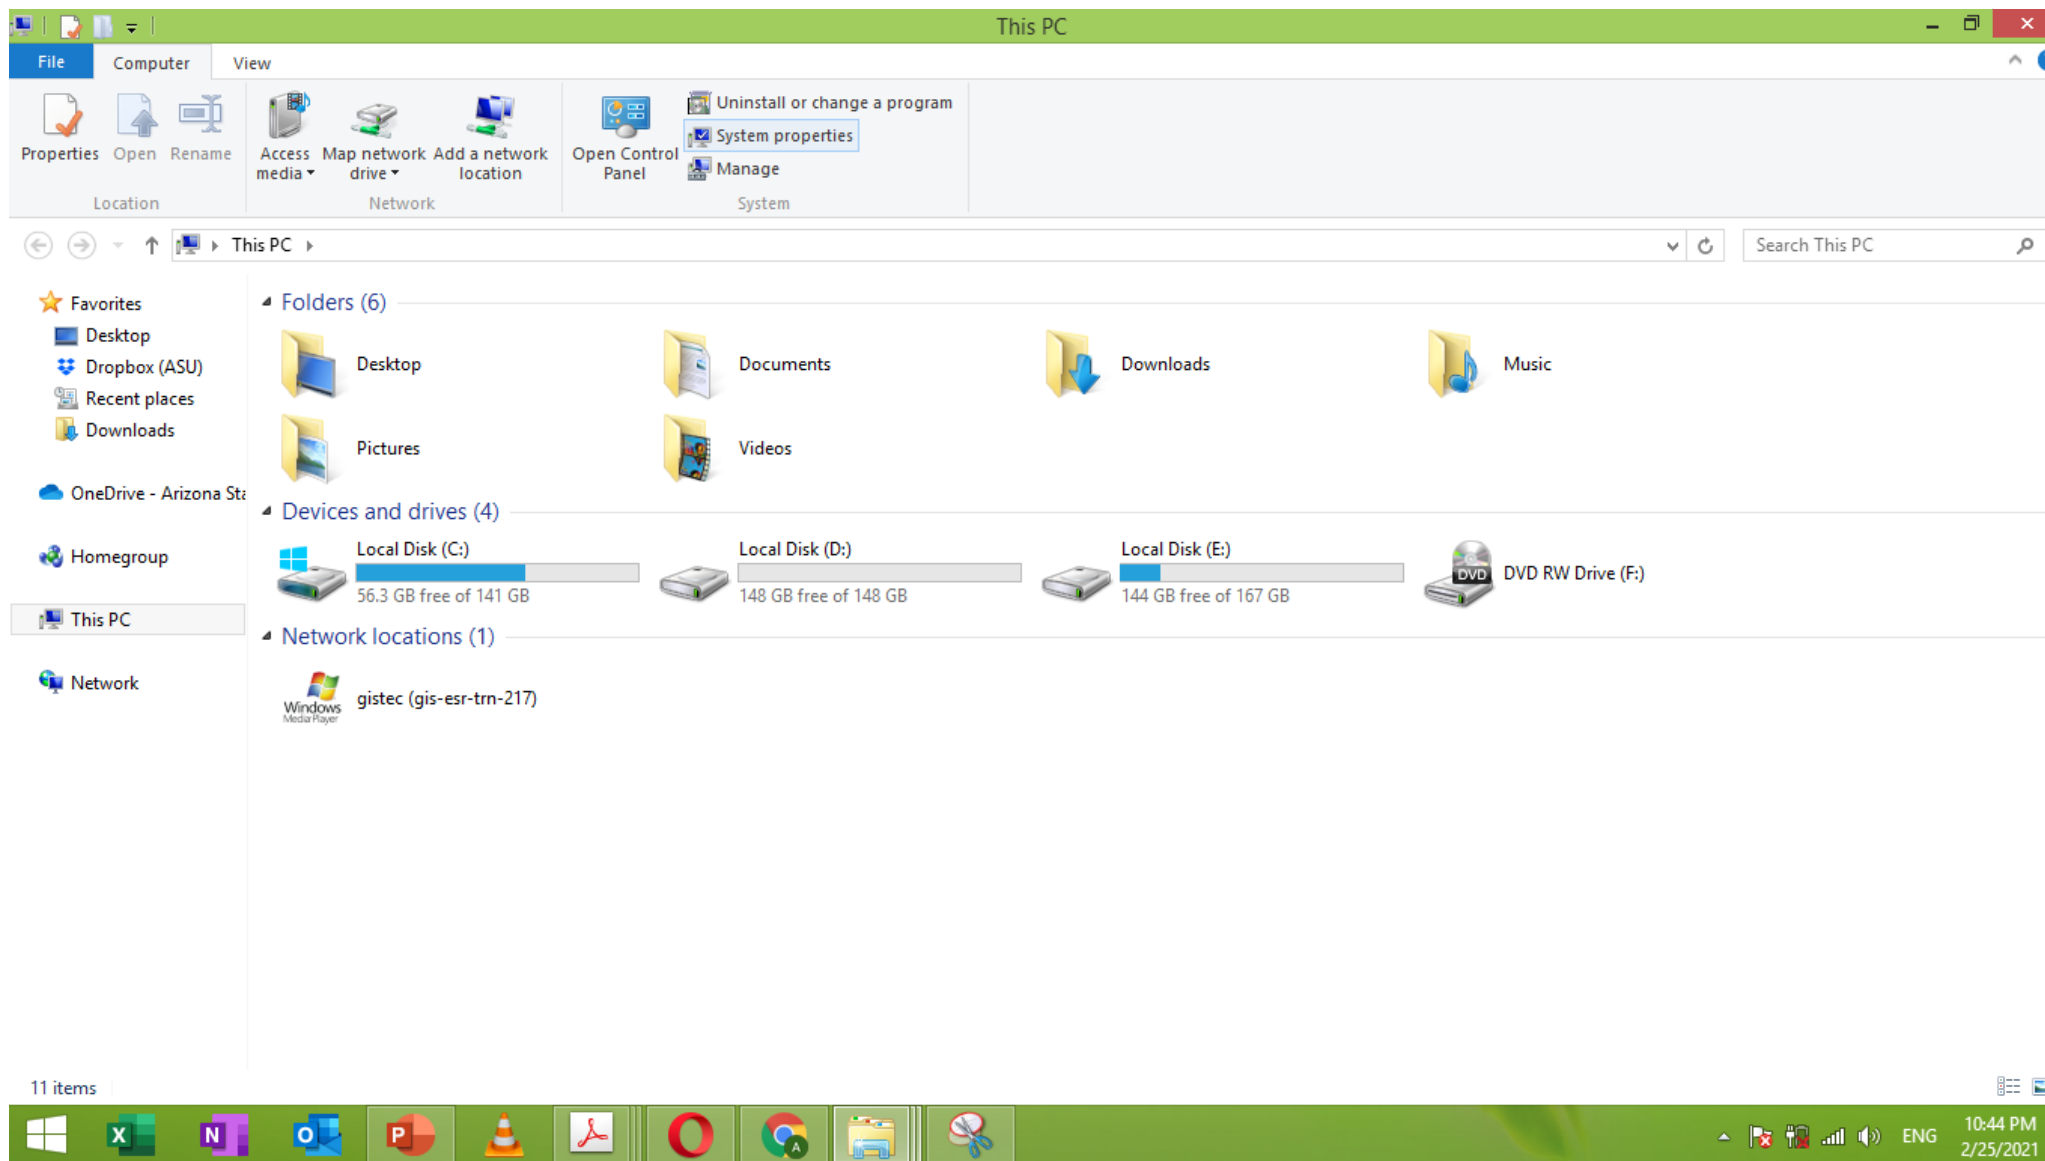 This PC
File Computer View
Properties Open Rename
Access media
Map network drive
Add a network location
Open Control Panel
Uninstall or change a program
System properties
Manage
Location Network System
This PC
Search This PC
Favorites
Desktop
Dropbox (ASU)
Recent places
Downloads
OneDrive - Arizona Sta
Homegroup
This PC
Network
Folders (6)
Desktop Documents Downloads Music
Pictures Videos
Devices and drives (4)
Local Disk (C:)
56.3 GB free of 141 GB
Local Disk (D:)
148 GB free of 148 GB
Local Disk (E:)
144 GB free of 167 GB
DVD
DVD RW Drive (F:)
Network locations (1)
Windows
Media Player
gistec (gis-esr-trn-217)
11 items
X
N
O
P
A
ENG
10:44 PM
2/25/2021